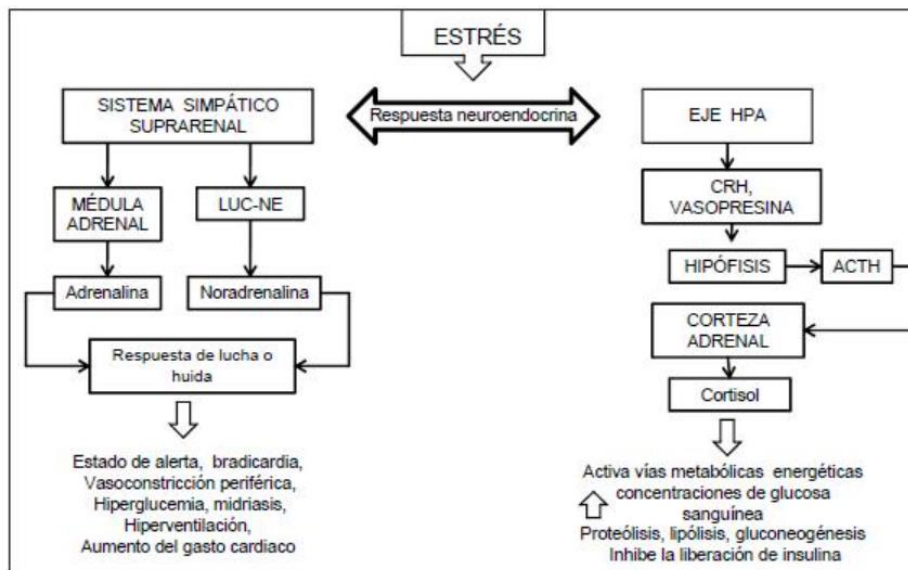 ESTRÉS
SISTEMA SIMPÁTICO
SUPRARENAL
Respuesta neuroendocrina
EJE HPA
MÉDULA
ADRENAL
LUC-NE
CRH,
VASOPRESINA
HIPÓFISIS
ACTH
Adrenalina
Noradrenalina
CORTEZA
ADRENAL
Respuesta de lucha o
huida
Cortisol
Estado de alerta, bradicardia,
Vasoconstricción periférica,
Hiperglucemia, midriasis,
Hiperventilación,
Aumento del gasto cardiaco
Activa vías metabólicas energéticas
concentraciones de glucosa
sanguínea
Proteólisis, lipólisis, gluconeogénesis
Inhibe la liberación de insulina